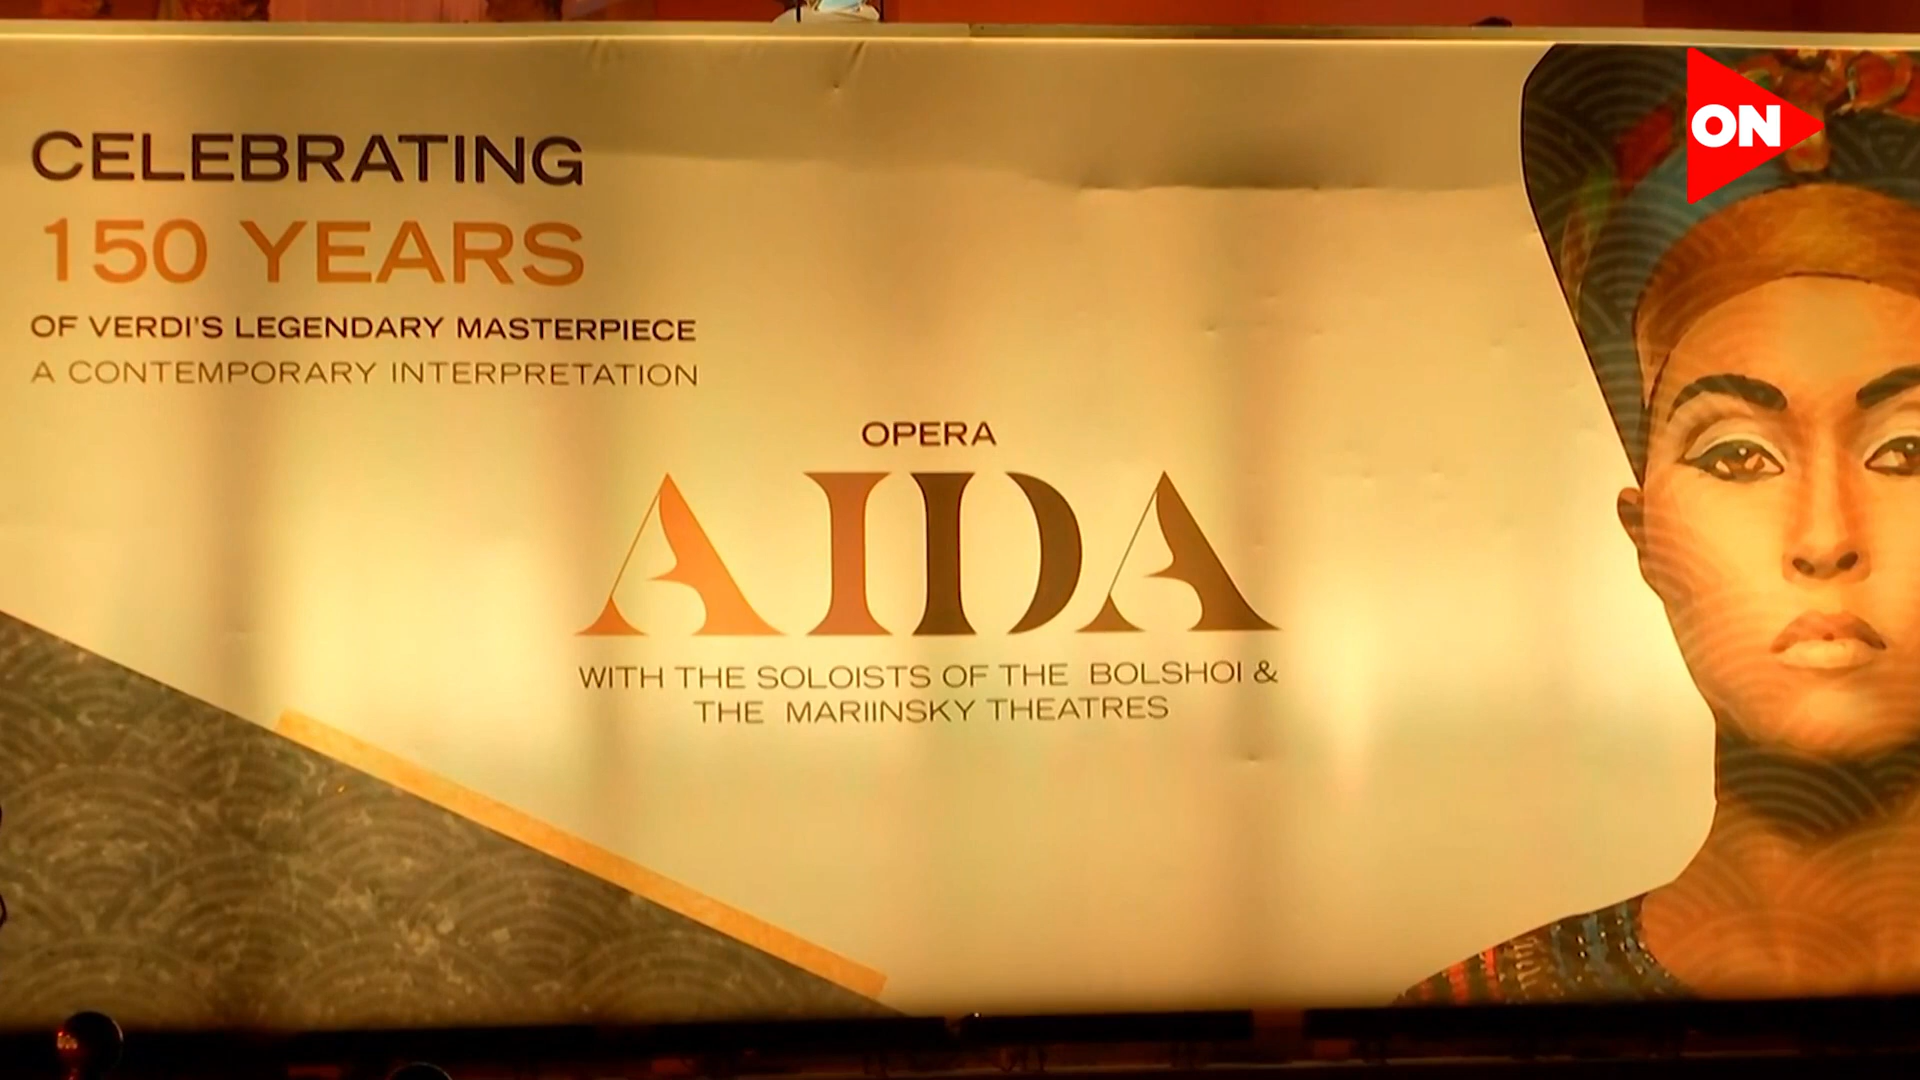 CELEBRATING
150 YEARS
OF VERDI'S LEGENDARY MASTERPIECE
A CONTEMPORARY INTERPRETATION
OPERA
AIDA
WITH THE SOLOISTS OF THE BOLSHOI &
THE MARIINSKY THEATRES
ON